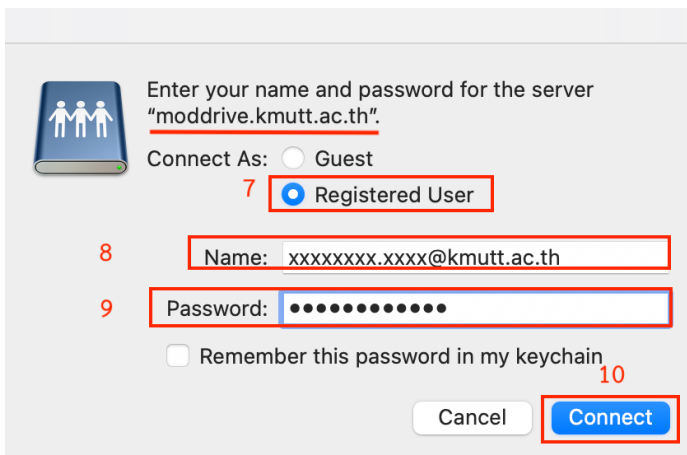 Enter your name and password for the server
“moddrive.kmutt.ac.th”.
Connect As: Guest
7 Registered User
8 Name: xxxxxxxx.xxxx@kmutt.ac.th
9 Password: ●●●●●●●●●●●●
Remember this password in my keychain
10
Cancel Connect